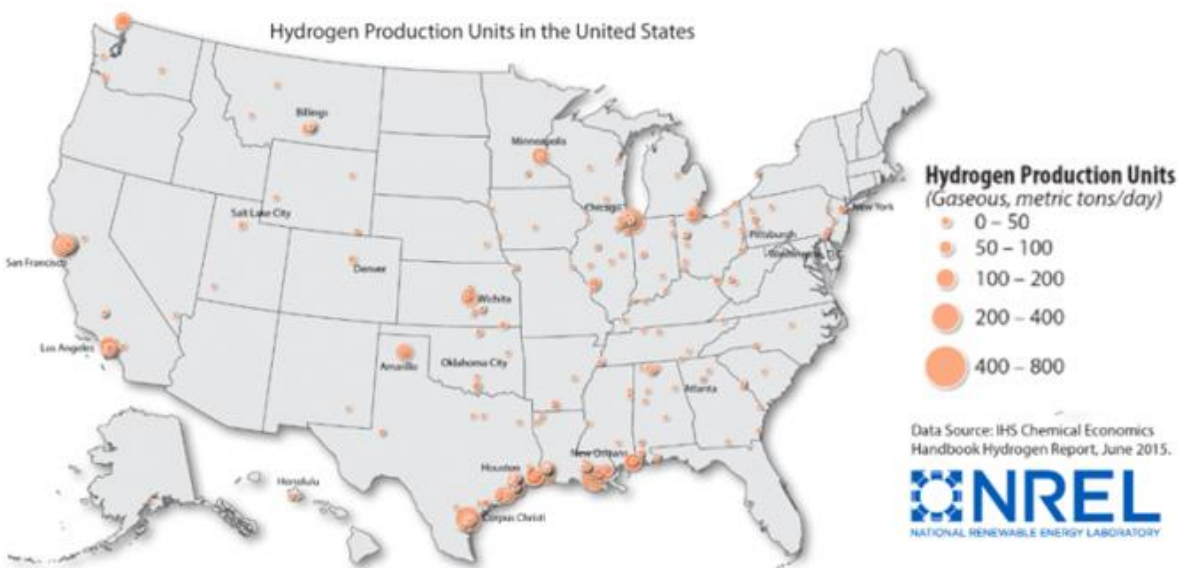 Hydrogen Production Units in the United States
Billings
Minneapolis
Salt Lake City
Chicago
New York
Pittsburgh
Washington, D.C.
San Francisco
Denver
Wichita
Los Angeles
Amarillo
Oklahoma City
Atlanta
New Orleans
Houston
Honolulu
Corpus Christi
Hydrogen Production Units
(Gaseous, metric tons/day)
0 – 50
50 – 100
100 – 200
200 – 400
400 – 800
Data Source: IHS Chemical Economics
Handbook Hydrogen Report, June 2015.
NREL
NATIONAL RENEWABLE ENERGY LABORATORY